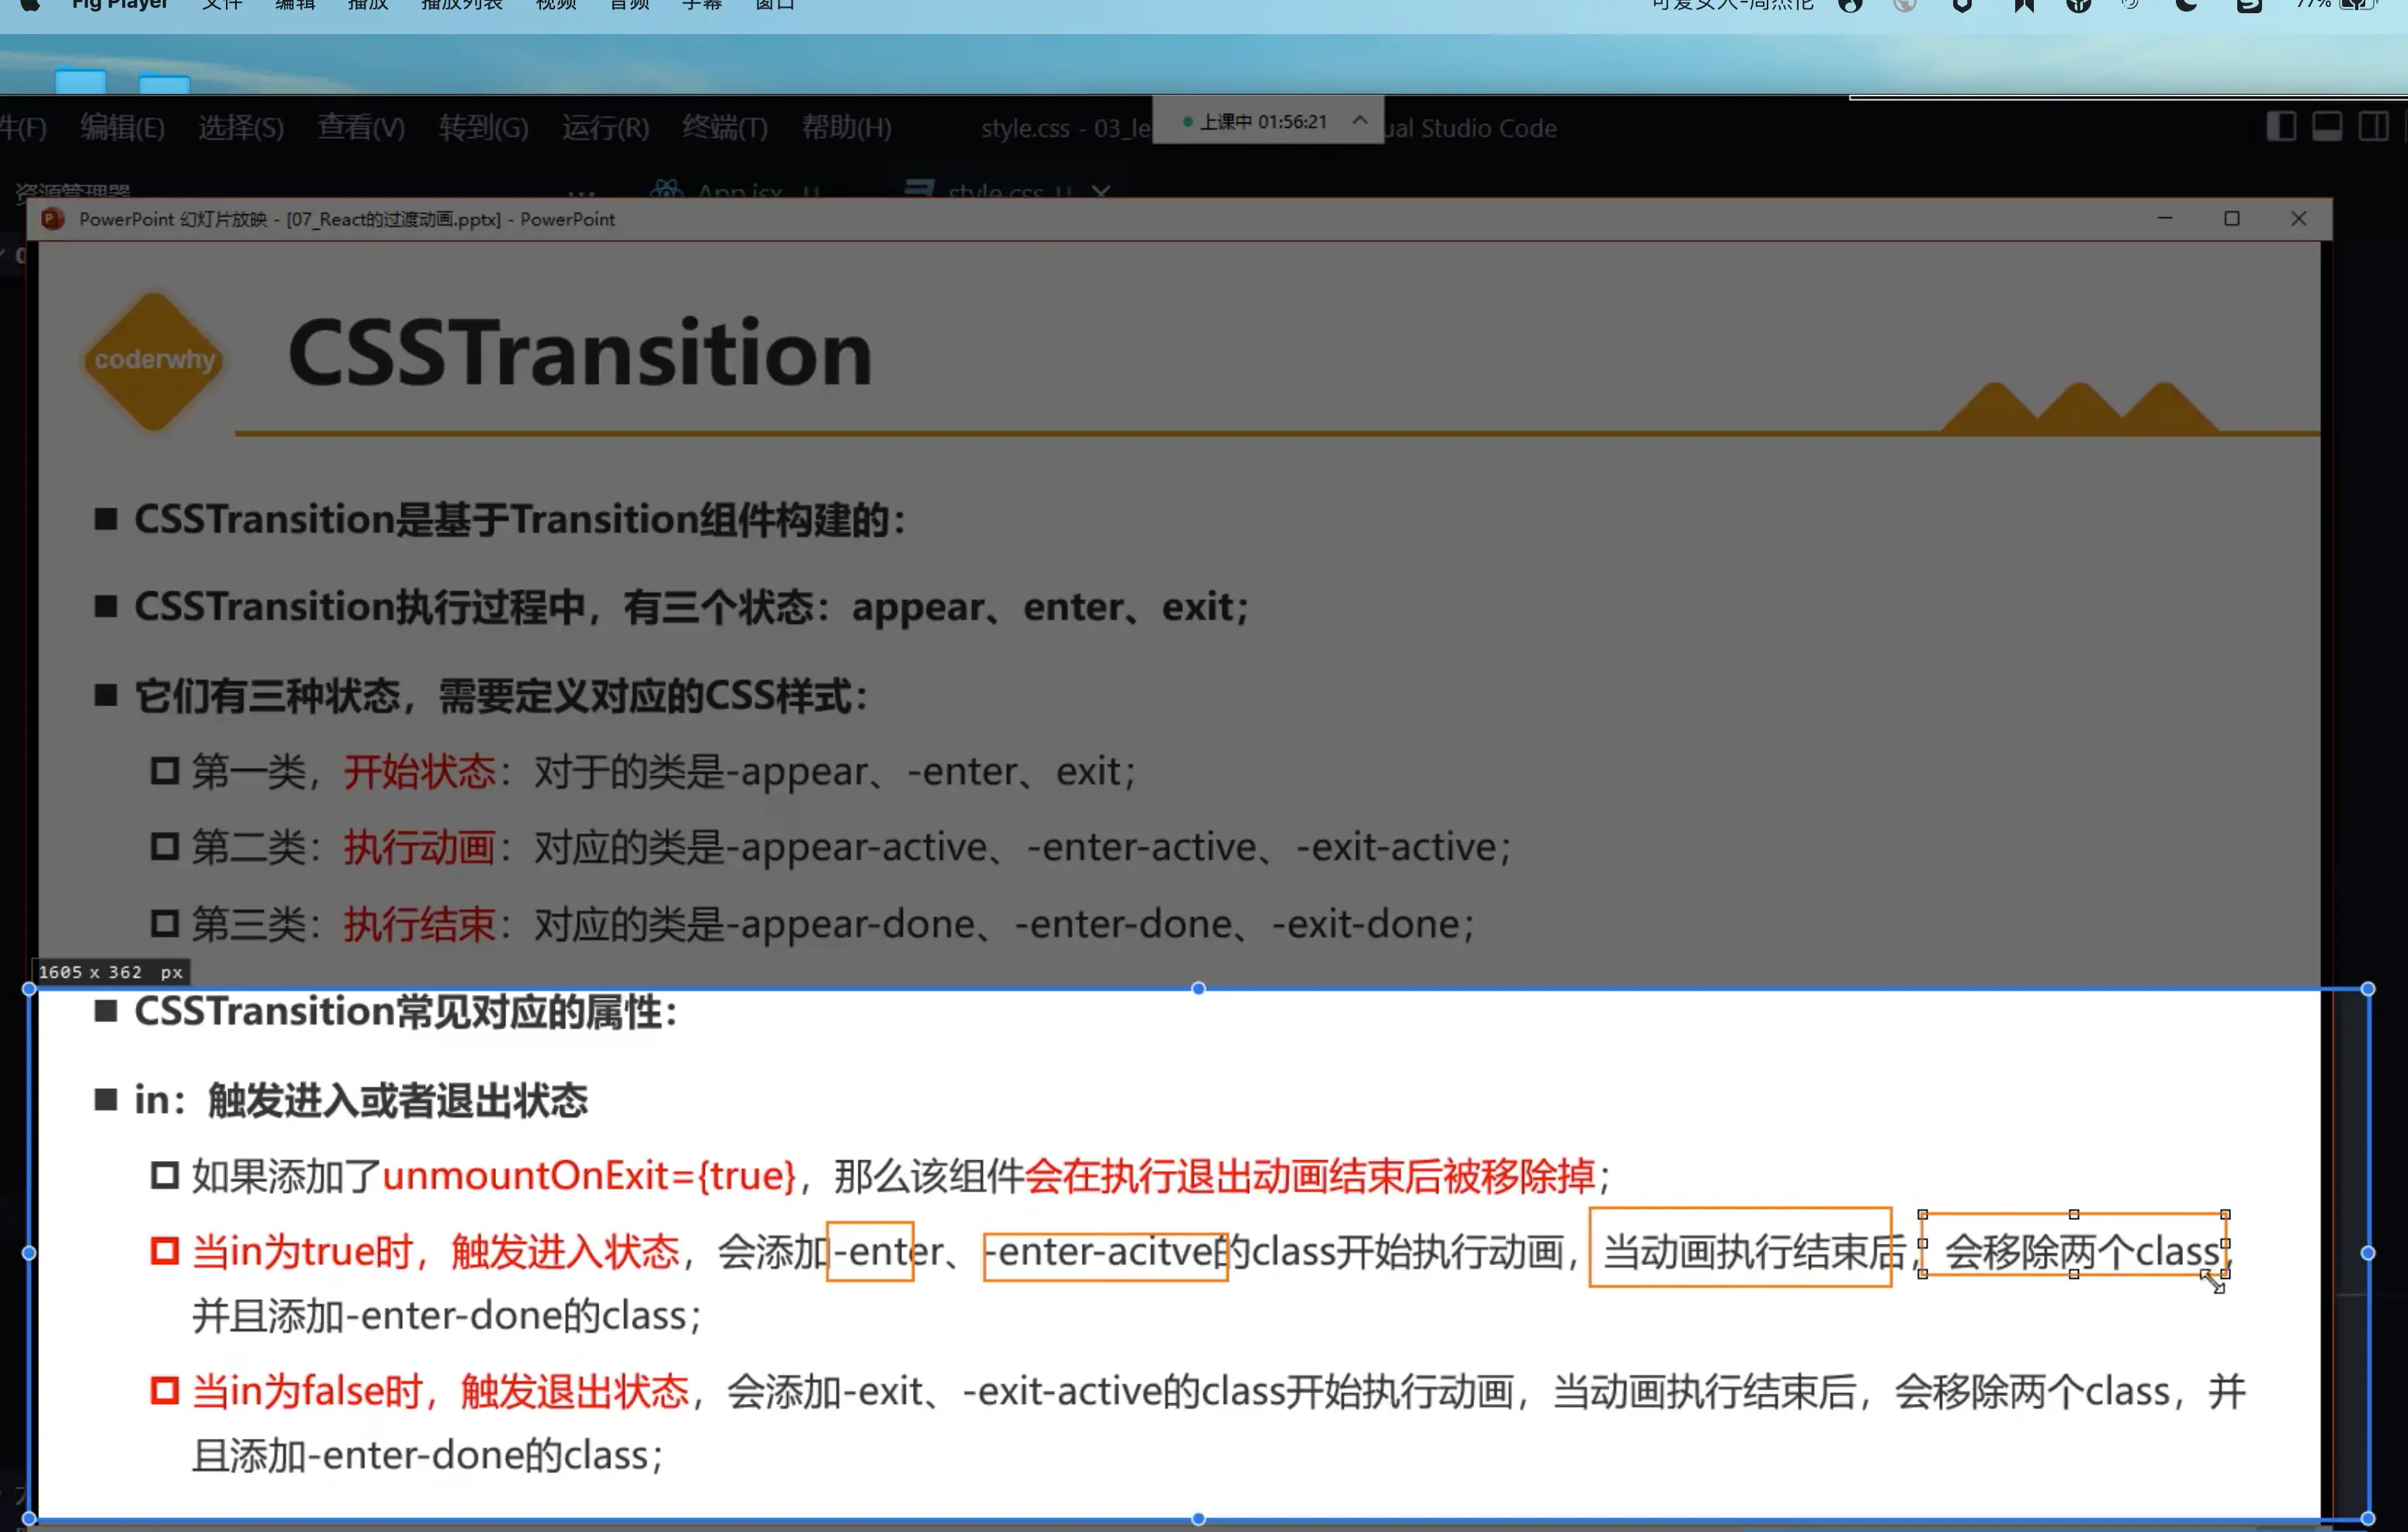 Fig Player 文件 编辑 播放 播放列表 视频 音频 字幕 窗口 可爱女人-周杰伦 77%
件(F) 编辑(E) 选择(S) 查看(V) 转到(G) 运行(R) 终端(T) 帮助(H) style.css - 03_le 上课中 01:56:21 ual Studio Code
资源管理器 ... App.jsx U style.css U
PowerPoint 幻灯片放映 - [07_React的过渡动画.pptx] - PowerPoint
coderwhy
CSSTransition
CSSTransition是基于Transition组件构建的：
CSSTransition执行过程中，有三个状态：appear、enter、exit；
它们有三种状态，需要定义对应的CSS样式：
第一类，开始状态：对于的类是-appear、-enter、exit；
第二类：执行动画：对应的类是-appear-active、-enter-active、-exit-active；
第三类：执行结束：对应的类是-appear-done、-enter-done、-exit-done；
1605 x 362 px
CSSTransition常见对应的属性：
in：触发进入或者退出状态
如果添加了unmountOnExit={true}，那么该组件会在执行退出动画结束后被移除掉；
当in为true时，触发进入状态，会添加-enter、-enter-acitve的class开始执行动画，当动画执行结束后，会移除两个class，
并且添加-enter-done的class；
当in为false时，触发退出状态，会添加-exit、-exit-active的class开始执行动画，当动画执行结束后，会移除两个class，并
且添加-enter-done的class；